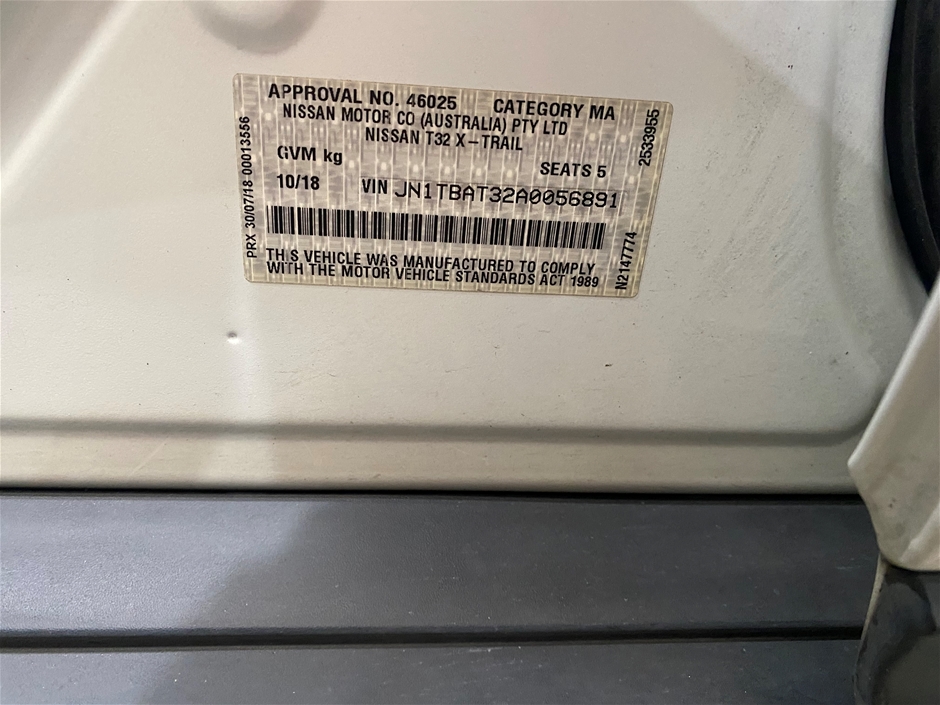 APPROVAL NO. 46025 CATEGORY MA
NISSAN MOTOR CO (AUSTRALIA) PTY LTD
NISSAN T32 X-TRAIL
GVM kg SEATS 5
10/18 VIN JN1TBAT32A0056891
THIS VEHICLE WAS MANUFACTURED TO COMPLY
WITH THE MOTOR VEHICLE STANDARDS ACT 1989
PRX 30/07/18 00013556
2533955
N2147774